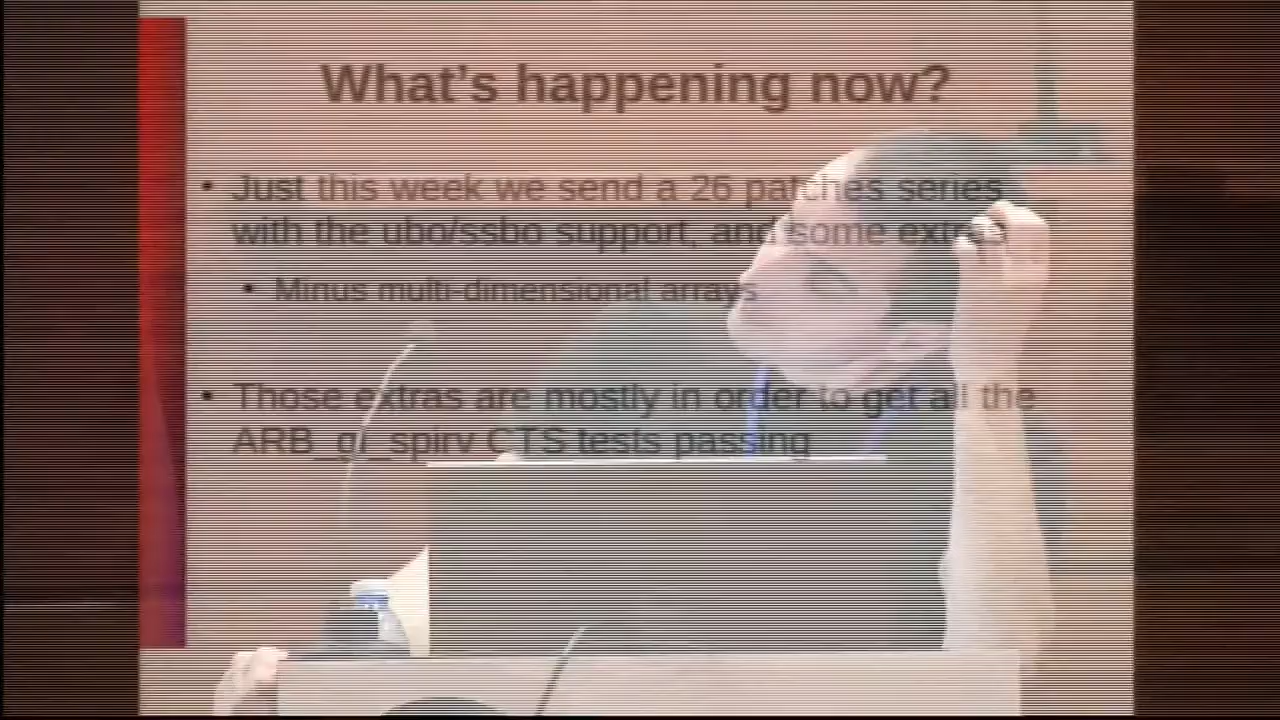 What's happening now?
• Just this week we send a 26 patches series
with the ubo/ssbo support, and some extras
• Minus multi-dimensional arrays
• Those extras are mostly in order to get all the
ARB_gl_spirv CTS tests passing